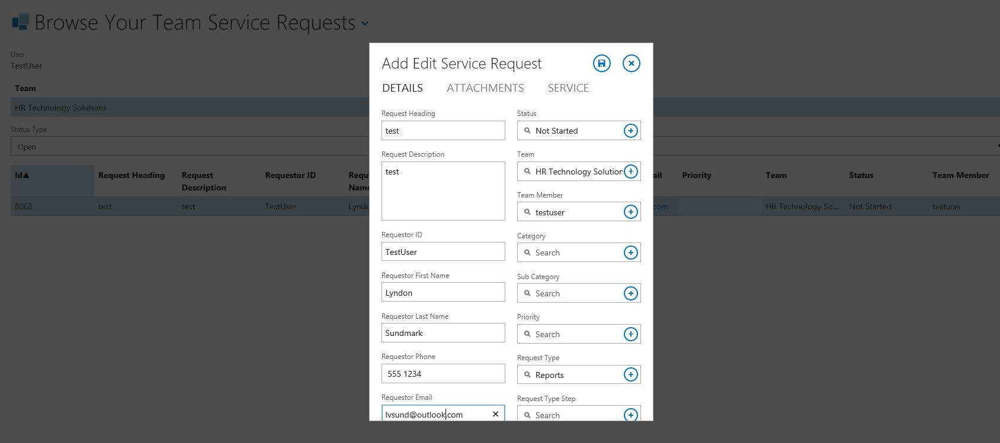 Browse Your Team Service Requests
User
TestUser
Team
HR Technology Solutions
Status Type
Open
Id▲ Request Heading Request Description Requestor ID Requ Name ail Priority Team Status Team Member
8068 test test TestUser Lyndo com HR Technology So... Not Started testuser
Add Edit Service Request
DETAILS ATTACHMENTS SERVICE
Request Heading
test
Request Description
test
Requestor ID
TestUser
Requestor First Name
Lyndon
Requestor Last Name
Sundmark
Requestor Phone
555 1234
Requestor Email
lvsund@outlook.com
Status
Not Started
Team
HR Technology Solution
Team Member
testuser
Category
Search
Sub Category
Search
Priority
Search
Request Type
Reports
Request Type Step
Search